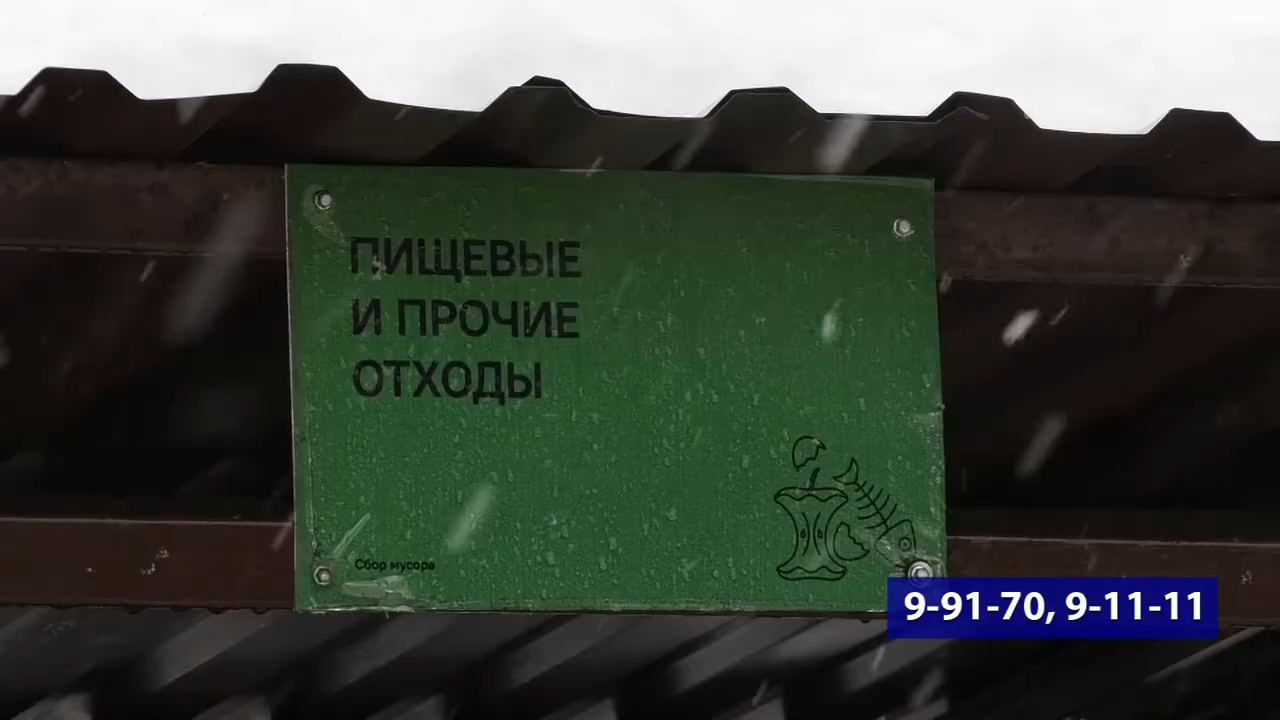 ПИЩЕВЫЕ
И ПРОЧИЕ
ОТХОДЫ
Сбор мусора
9-91-70, 9-11-11